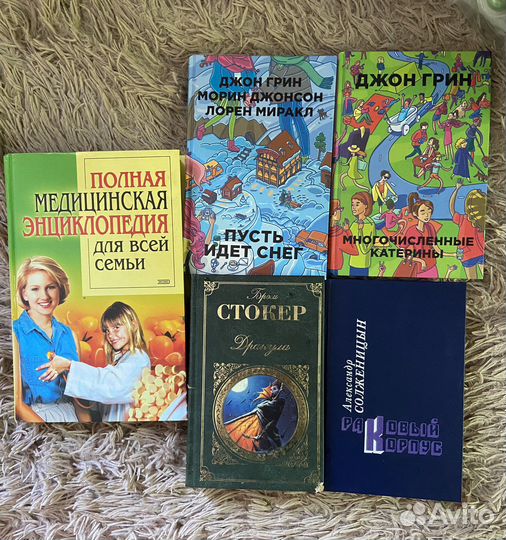 ПОЛНАЯ
МЕДИЦИНСКАЯ
ЭНЦИКЛОПЕДИЯ
для всей
семьи
ЭКСМО
ДЖОН ГРИН
МОРИН ДЖОНСОН
ЛОРЕН МИРАКЛ
ПУСТЬ
ИДЕТ СНЕГ
ДЖОН ГРИН
МНОГОЧИСЛЕННЫЕ
КАТЕРИНЫ
Брэм
СТОКЕР
Дракула
Александр
СОЛЖЕНИЦЫН
РАКОВЫЙ
КОРПУС
Avito